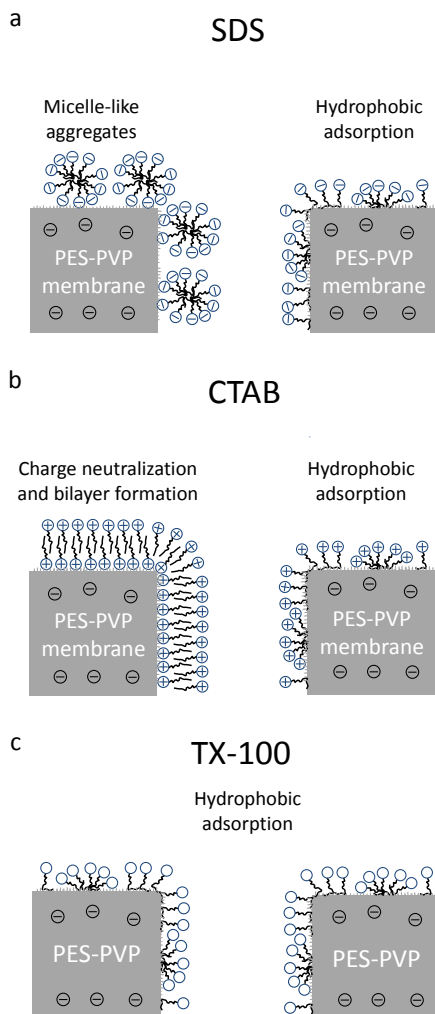 a
SDS
Micelle-like
aggregates
Hydrophobic
adsorption
PES-PVP
membrane
PES-PVP
membrane
b
CTAB
Charge neutralization
and bilayer formation
Hydrophobic
adsorption
PES-PVP
membrane
PES-PVP
membrane
c
TX-100
Hydrophobic
adsorption
PES-PVP
PES-PVP